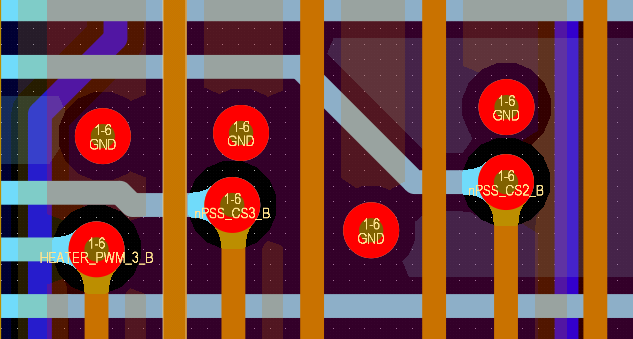 1-6
GND
1-6
GND
1-6
GND
1-6
nPSS_CS2_B
1-6
nPSS_CS3_B
1-6
GND
1-6
HEATER_PWM_3_B